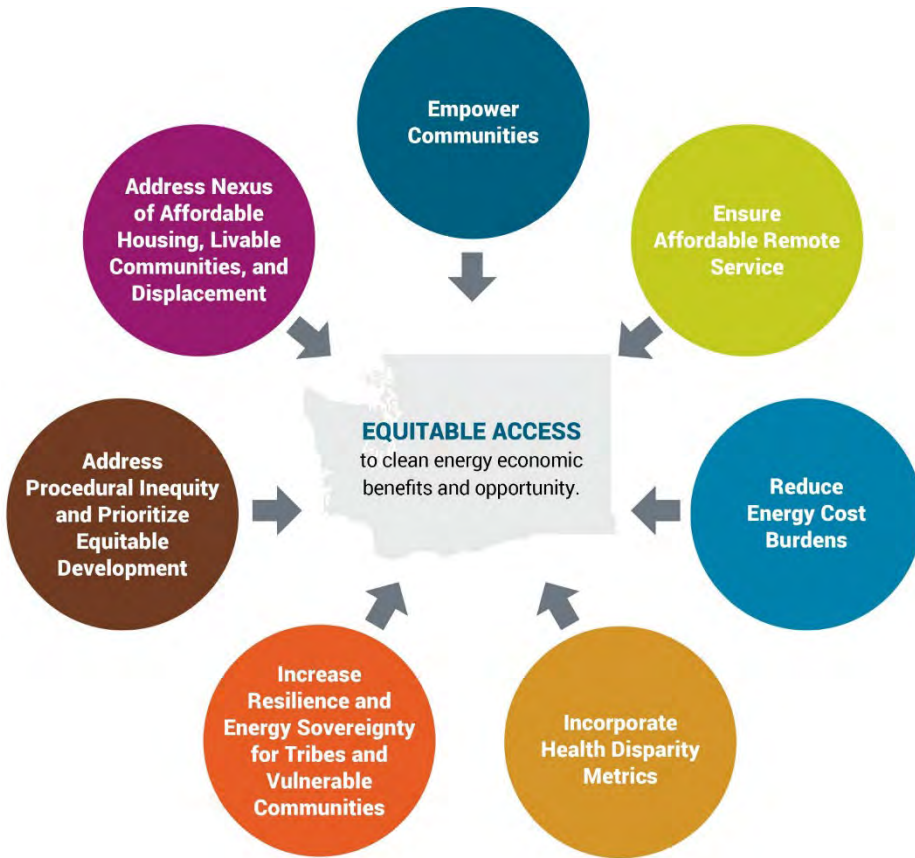 Empower
Communities
Ensure
Affordable Remote
Service
Reduce
Energy Cost
Burdens
Incorporate
Health Disparity
Metrics
Increase
Resilience and
Energy Sovereignty
for Tribes and
Vulnerable
Communities
Address
Procedural Inequity
and Prioritize
Equitable
Development
Address Nexus
of Affordable
Housing, Livable
Communities, and
Displacement
EQUITABLE ACCESS
to clean energy economic
benefits and opportunity.